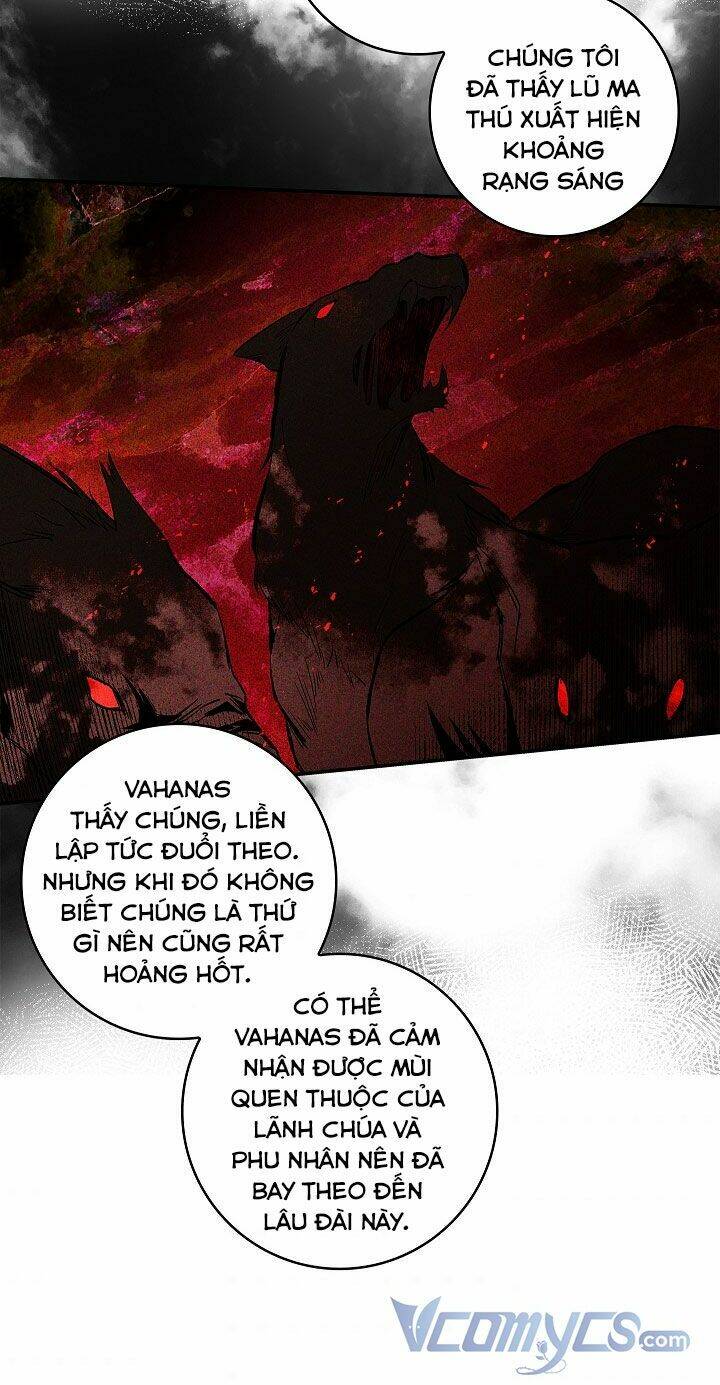 CHÚNG TÔI
ĐÃ THẤY LŨ MA
THÚ XUẤT HIỆN
KHOẢNG
RẠNG SÁNG
VAHANAS
THẤY CHÚNG, LIỀN
LẬP TỨC ĐUỔI THEO.
NHƯNG KHI ĐÓ KHÔNG
BIẾT CHÚNG LÀ THỨ
GÌ NÊN CŨNG RẤT
HOẢNG HỐT.
CÓ THỂ
VAHANAS ĐÃ CẢM
NHẬN ĐƯỢC MÙI
QUEN THUỘC CỦA
LÃNH CHÚA VÀ
PHU NHÂN NÊN ĐÃ
BAY THEO ĐẾN
LÂU ĐÀI NÀY.
VCOMYCS.com